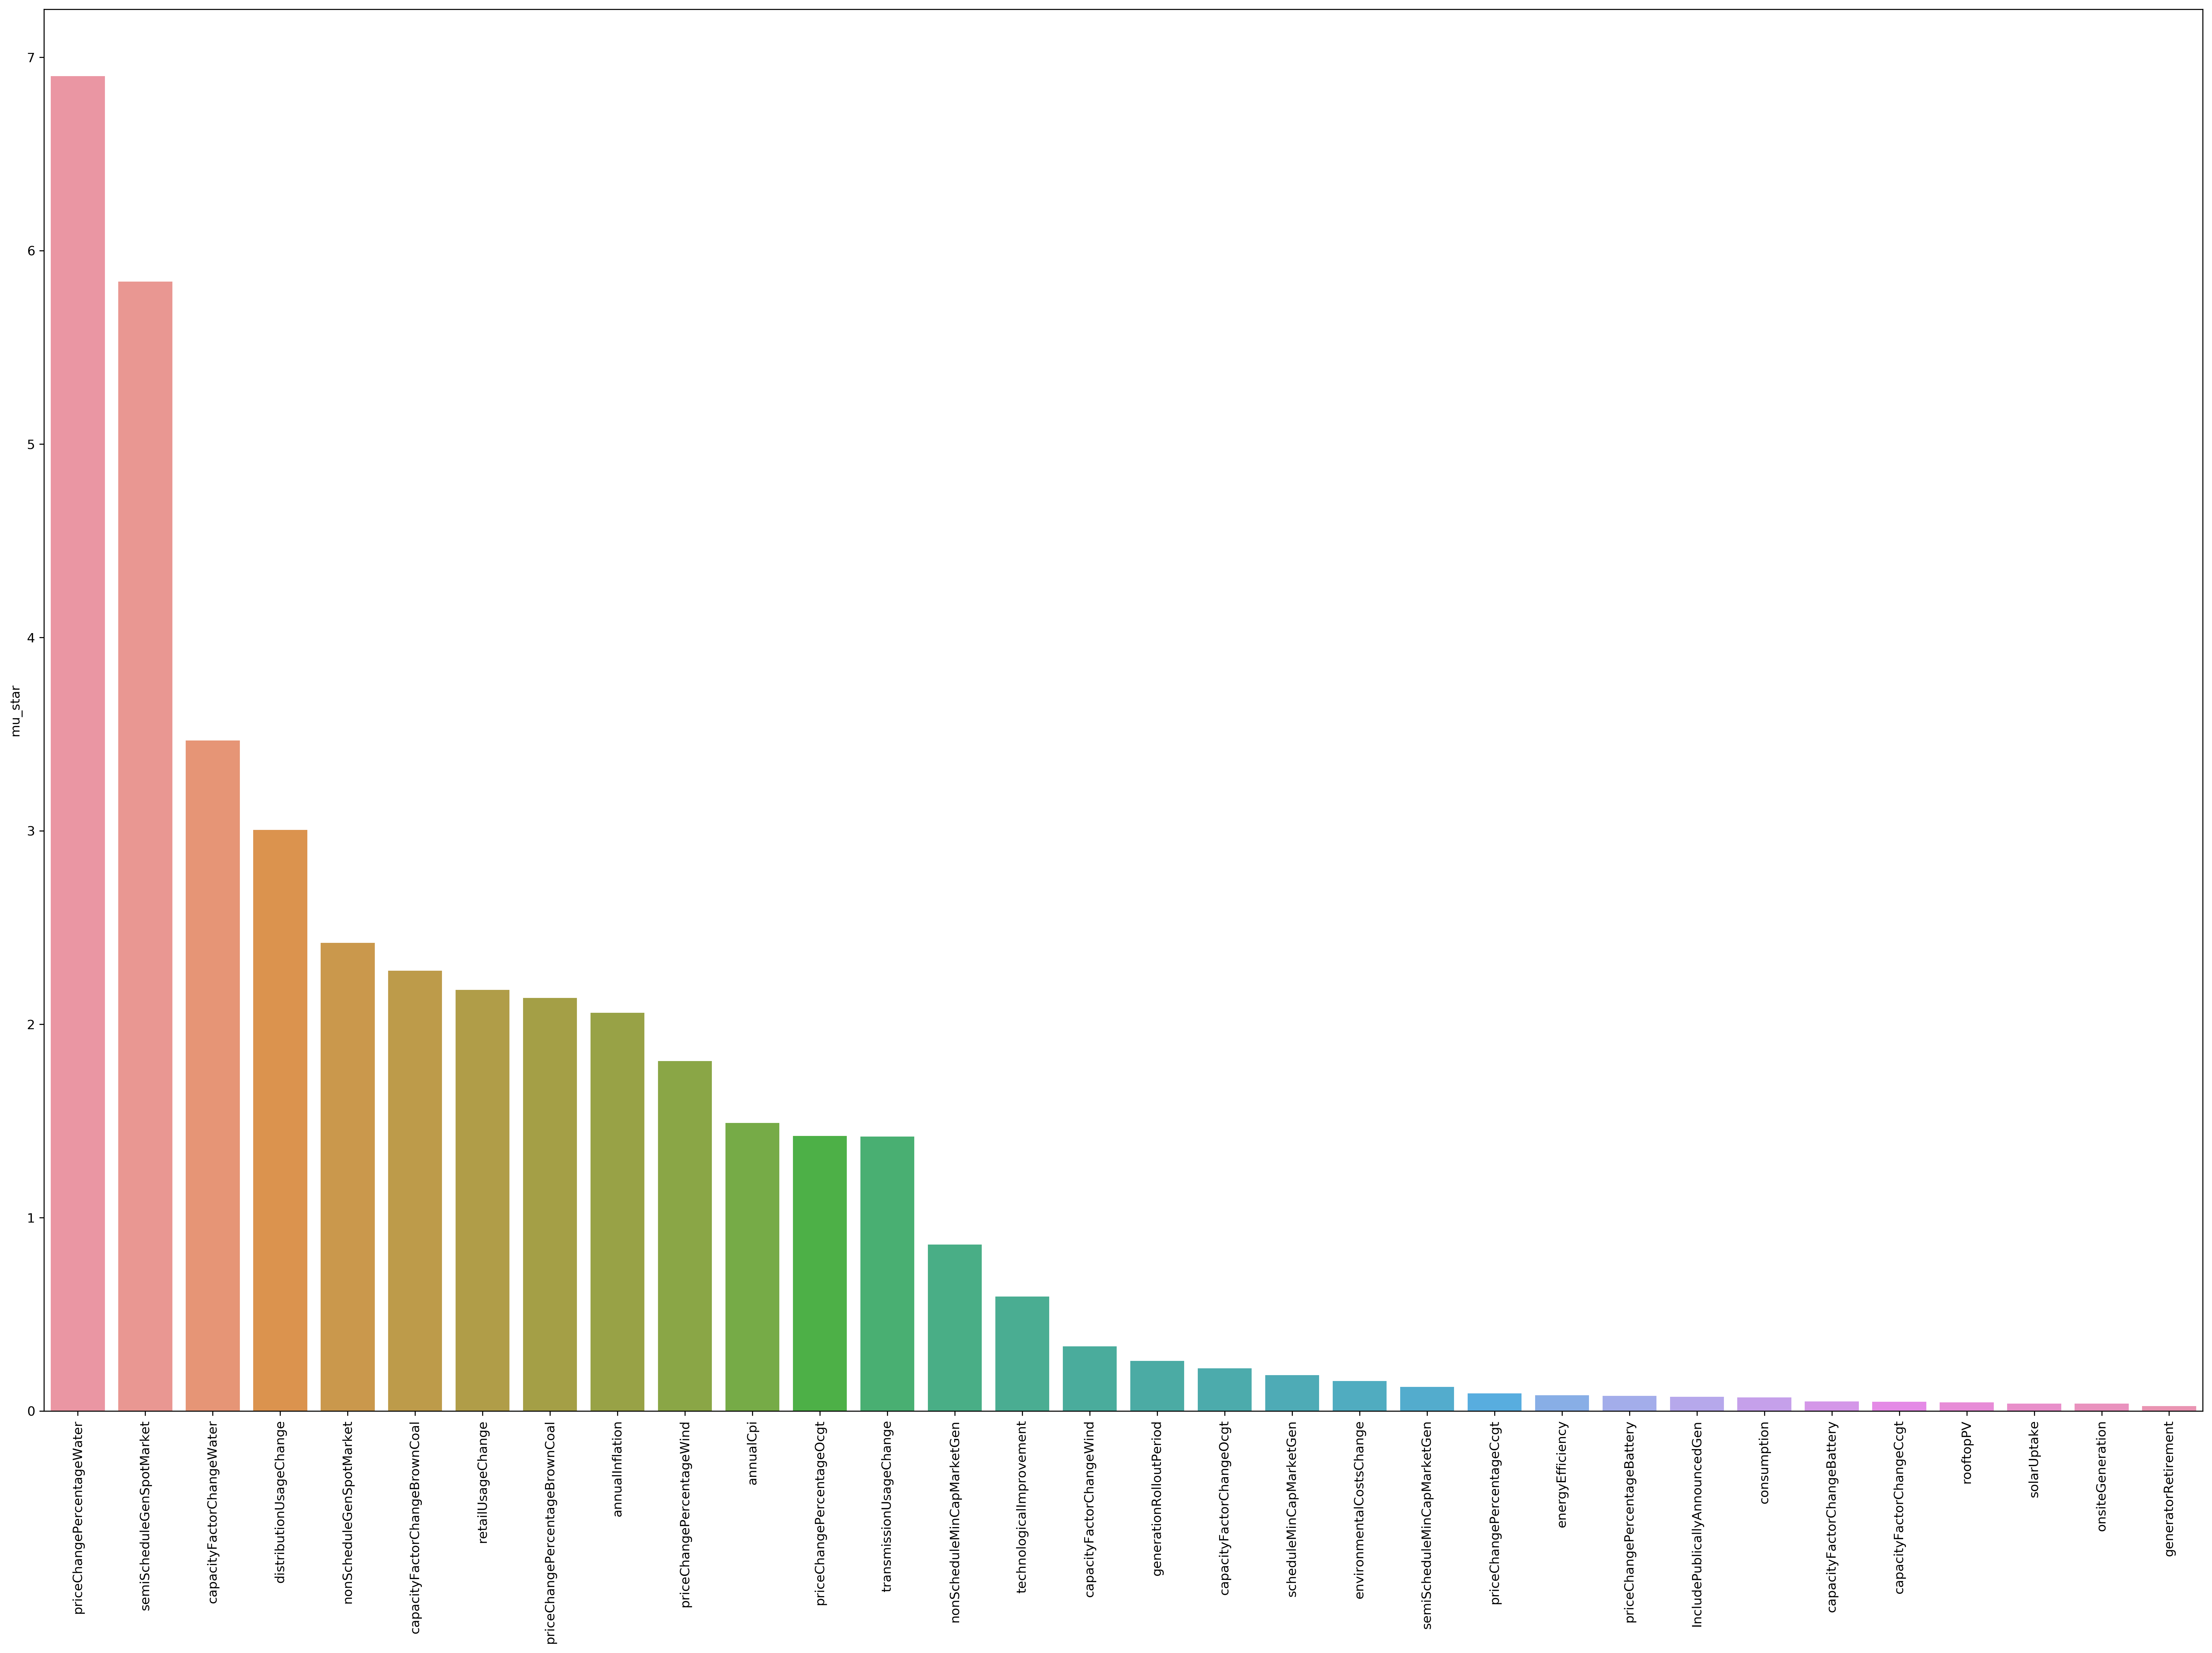 7
6
5
4
3
2
1
0
mu_star
priceChangePercentageWater
semiScheduleGenSpotMarket
capacityFactorChangeWater
distributionUsageChange
nonScheduleGenSpotMarket
capacityFactorChangeBrownCoal
retailUsageChange
priceChangePercentageBrownCoal
annualInflation
priceChangePercentageWind
annualCpi
priceChangePercentageOcgt
transmissionUsageChange
nonScheduleMinCapMarketGen
technologicalImprovement
capacityFactorChangeWind
generationRolloutPeriod
capacityFactorChangeOcgt
scheduleMinCapMarketGen
environmentalCostsChange
semiScheduleMinCapMarketGen
priceChangePercentageCcgt
energyEfficiency
priceChangePercentageBattery
IncludePublicallyAnnouncedGen
consumption
capacityFactorChangeBattery
capacityFactorChangeCcgt
rooftopPV
solarUptake
onsiteGeneration
generatorRetirement